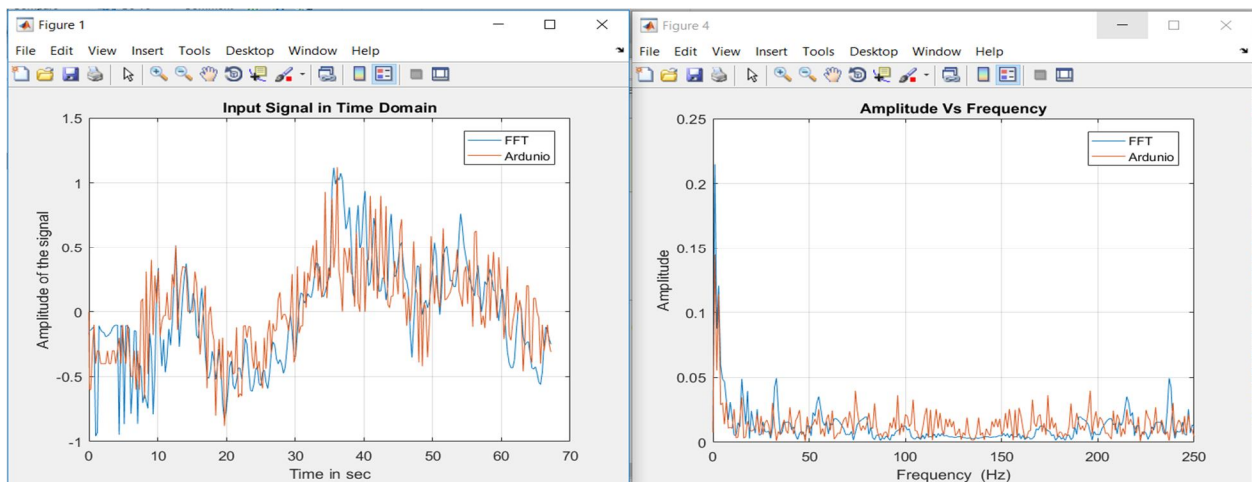 Figure 1
File Edit View Insert Tools Desktop Window Help
Input Signal in Time Domain
FFT
Ardunio
Amplitude of the signal
1.5
1
0.5
0
-0.5
-1
0 10 20 30 40 50 60 70
Time in sec
Figure 4
File Edit View Insert Tools Desktop Window Help
Amplitude Vs Frequency
FFT
Ardunio
Amplitude
0.25
0.2
0.15
0.1
0.05
0
0 50 100 150 200 250
Frequency (Hz)